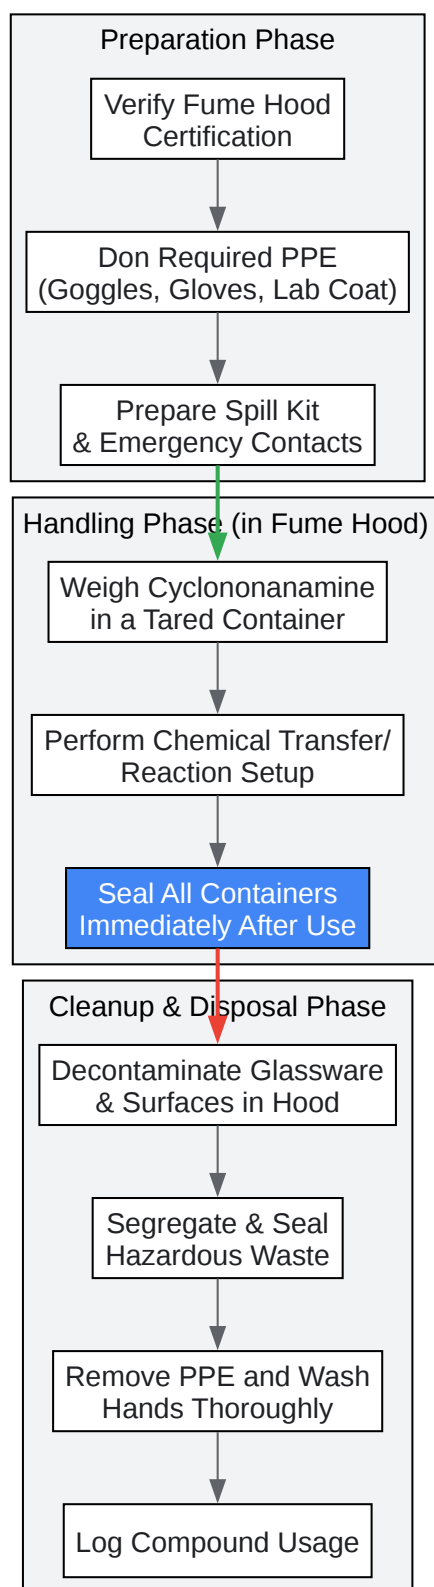 Preparation Phase
Verify Fume Hood
Certification
Don Required PPE
(Goggles, Gloves, Lab Coat)
Prepare Spill Kit
& Emergency Contacts
Handling Phase (in Fume Hood)
Weigh Cyclononanamine
in a Tared Container
Perform Chemical Transfer/
Reaction Setup
Seal All Containers
Immediately After Use
Cleanup & Disposal Phase
Decontaminate Glassware
& Surfaces in Hood
Segregate & Seal
Hazardous Waste
Remove PPE and Wash
Hands Thoroughly
Log Compound Usage